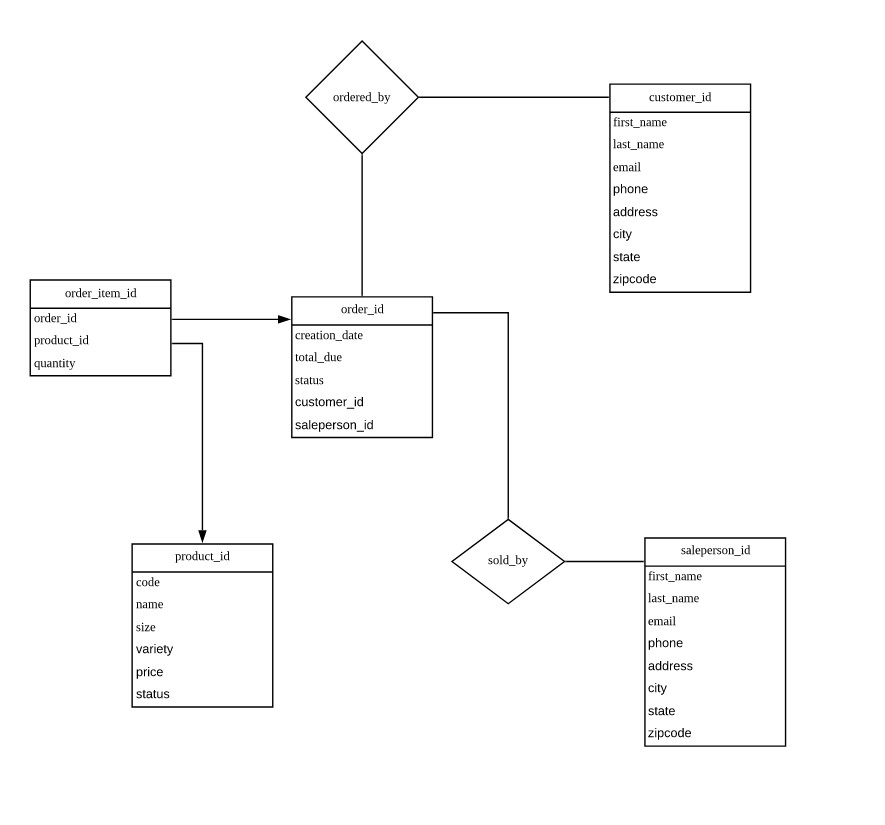 ordered_by
customer_id
first_name
last_name
email
phone
address
city
state
zipcode
order_item_id
order_id
product_id
quantity
order_id
creation_date
total_due
status
customer_id
saleperson_id
product_id
code
name
size
variety
price
status
sold_by
saleperson_id
first_name
last_name
email
phone
address
city
state
zipcode